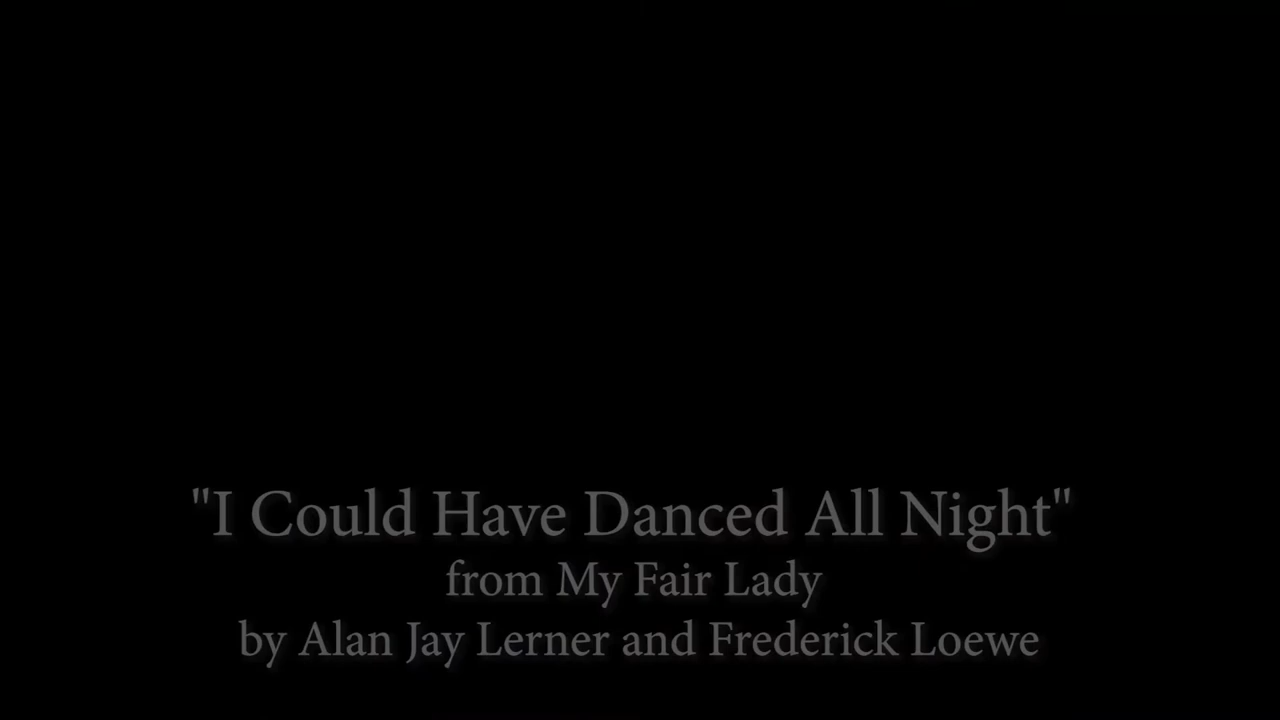 "I Could Have Danced All Night"
from My Fair Lady
by Alan Jay Lerner and Frederick Loewe